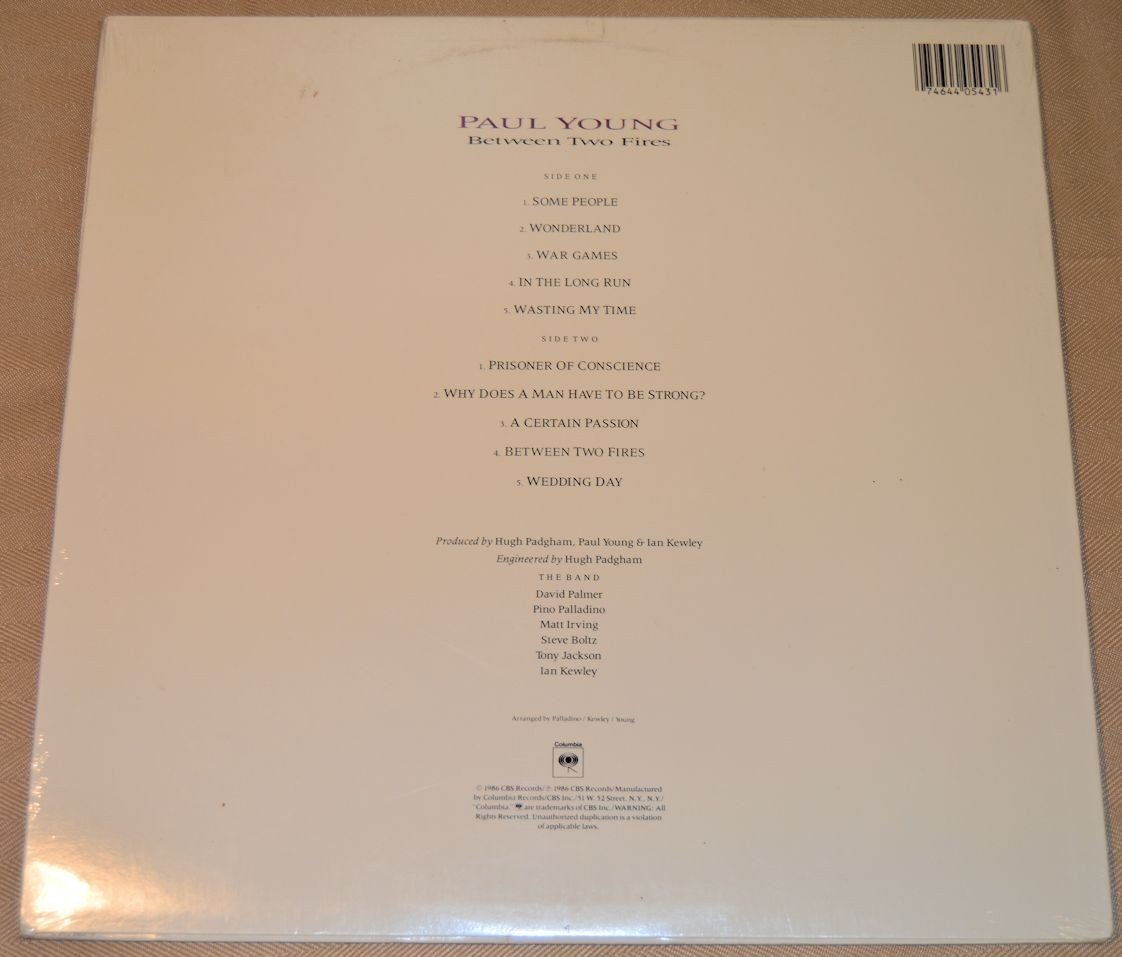 74644 05431
PAUL YOUNG
Between Two Fires
SIDE ONE
1. SOME PEOPLE
2. WONDERLAND
3. WAR GAMES
4. IN THE LONG RUN
5. WASTING MY TIME
SIDE TWO
1. PRISONER OF CONSCIENCE
2. WHY DOES A MAN HAVE TO BE STRONG?
3. A CERTAIN PASSION
4. BETWEEN TWO FIRES
5. WEDDING DAY
Produced by Hugh Padgham, Paul Young & Ian Kewley
Engineered by Hugh Padgham
THE BAND
David Palmer
Pino Palladino
Matt Irving
Steve Boltz
Tony Jackson
Ian Kewley
Arranged by Palladino / Kewley / Young
Columbia
© 1986 CBS Records/℗ 1986 CBS Records/Manufactured
by Columbia Records/CBS Inc./51 W. 52 Street, N.Y., N.Y./
"Columbia," are trademarks of CBS Inc./WARNING: All
Rights Reserved. Unauthorized duplication is a violation
of applicable laws.